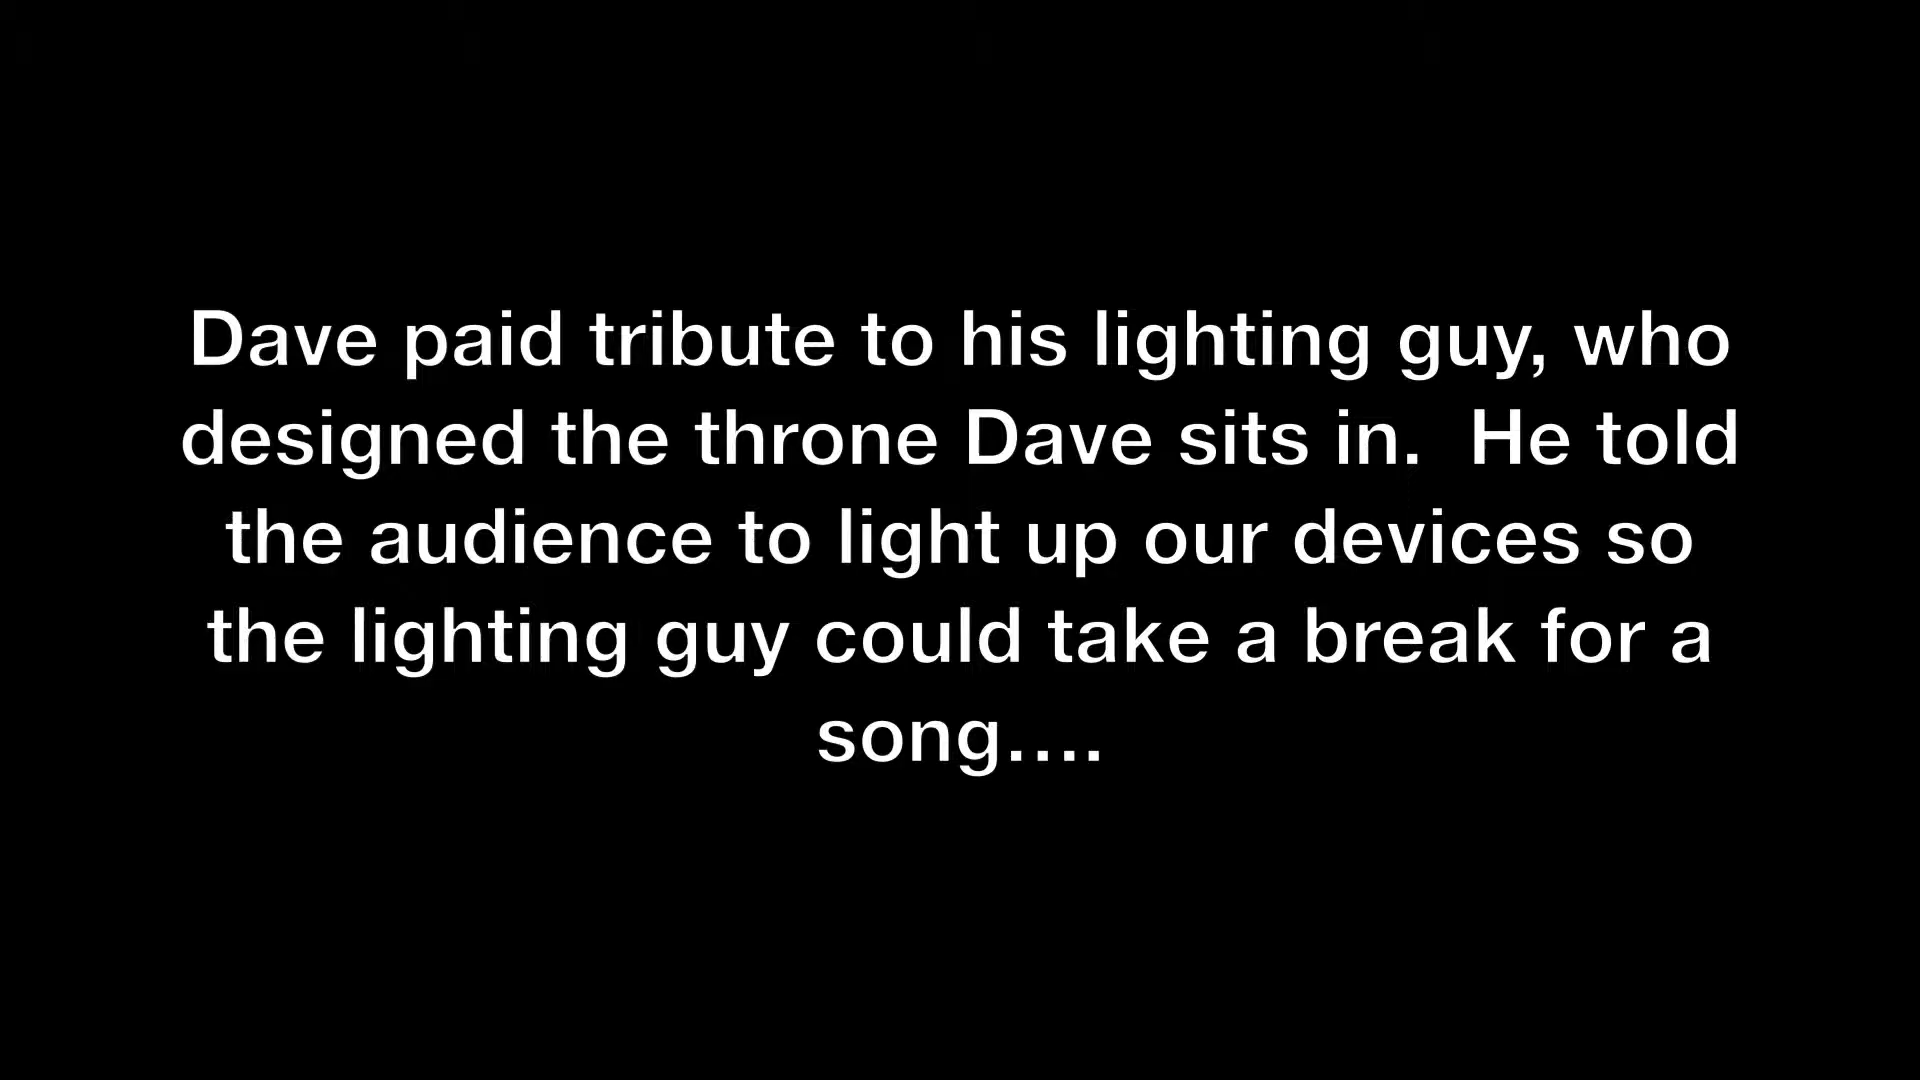 Dave paid tribute to his lighting guy, who
designed the throne Dave sits in.  He told
the audience to light up our devices so
the lighting guy could take a break for a
song....